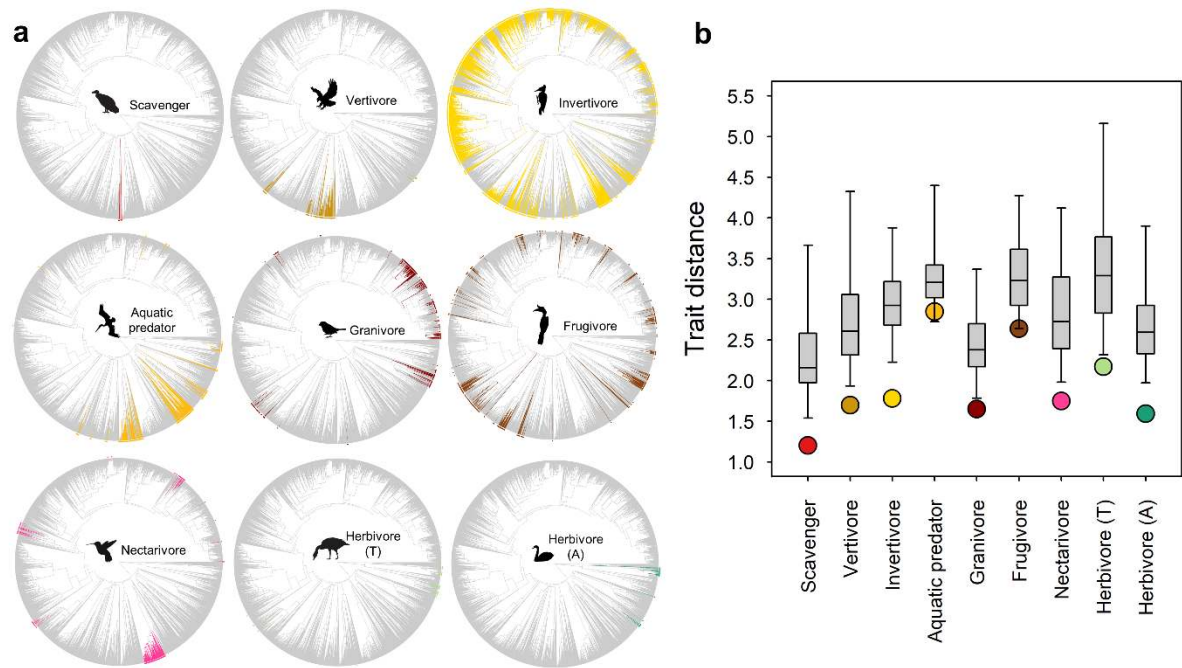 a
Scavenger
Vertivore
Invertivore
Aquatic
predator
Granivore
Frugivore
Nectarivore
Herbivore
(T)
Herbivore
(A)
b
Trait distance
5.5
5.0
4.5
4.0
3.5
3.0
2.5
2.0
1.5
1.0
Scavenger
Vertivore
Invertivore
Aquatic predator
Granivore
Frugivore
Nectarivore
Herbivore (T)
Herbivore (A)